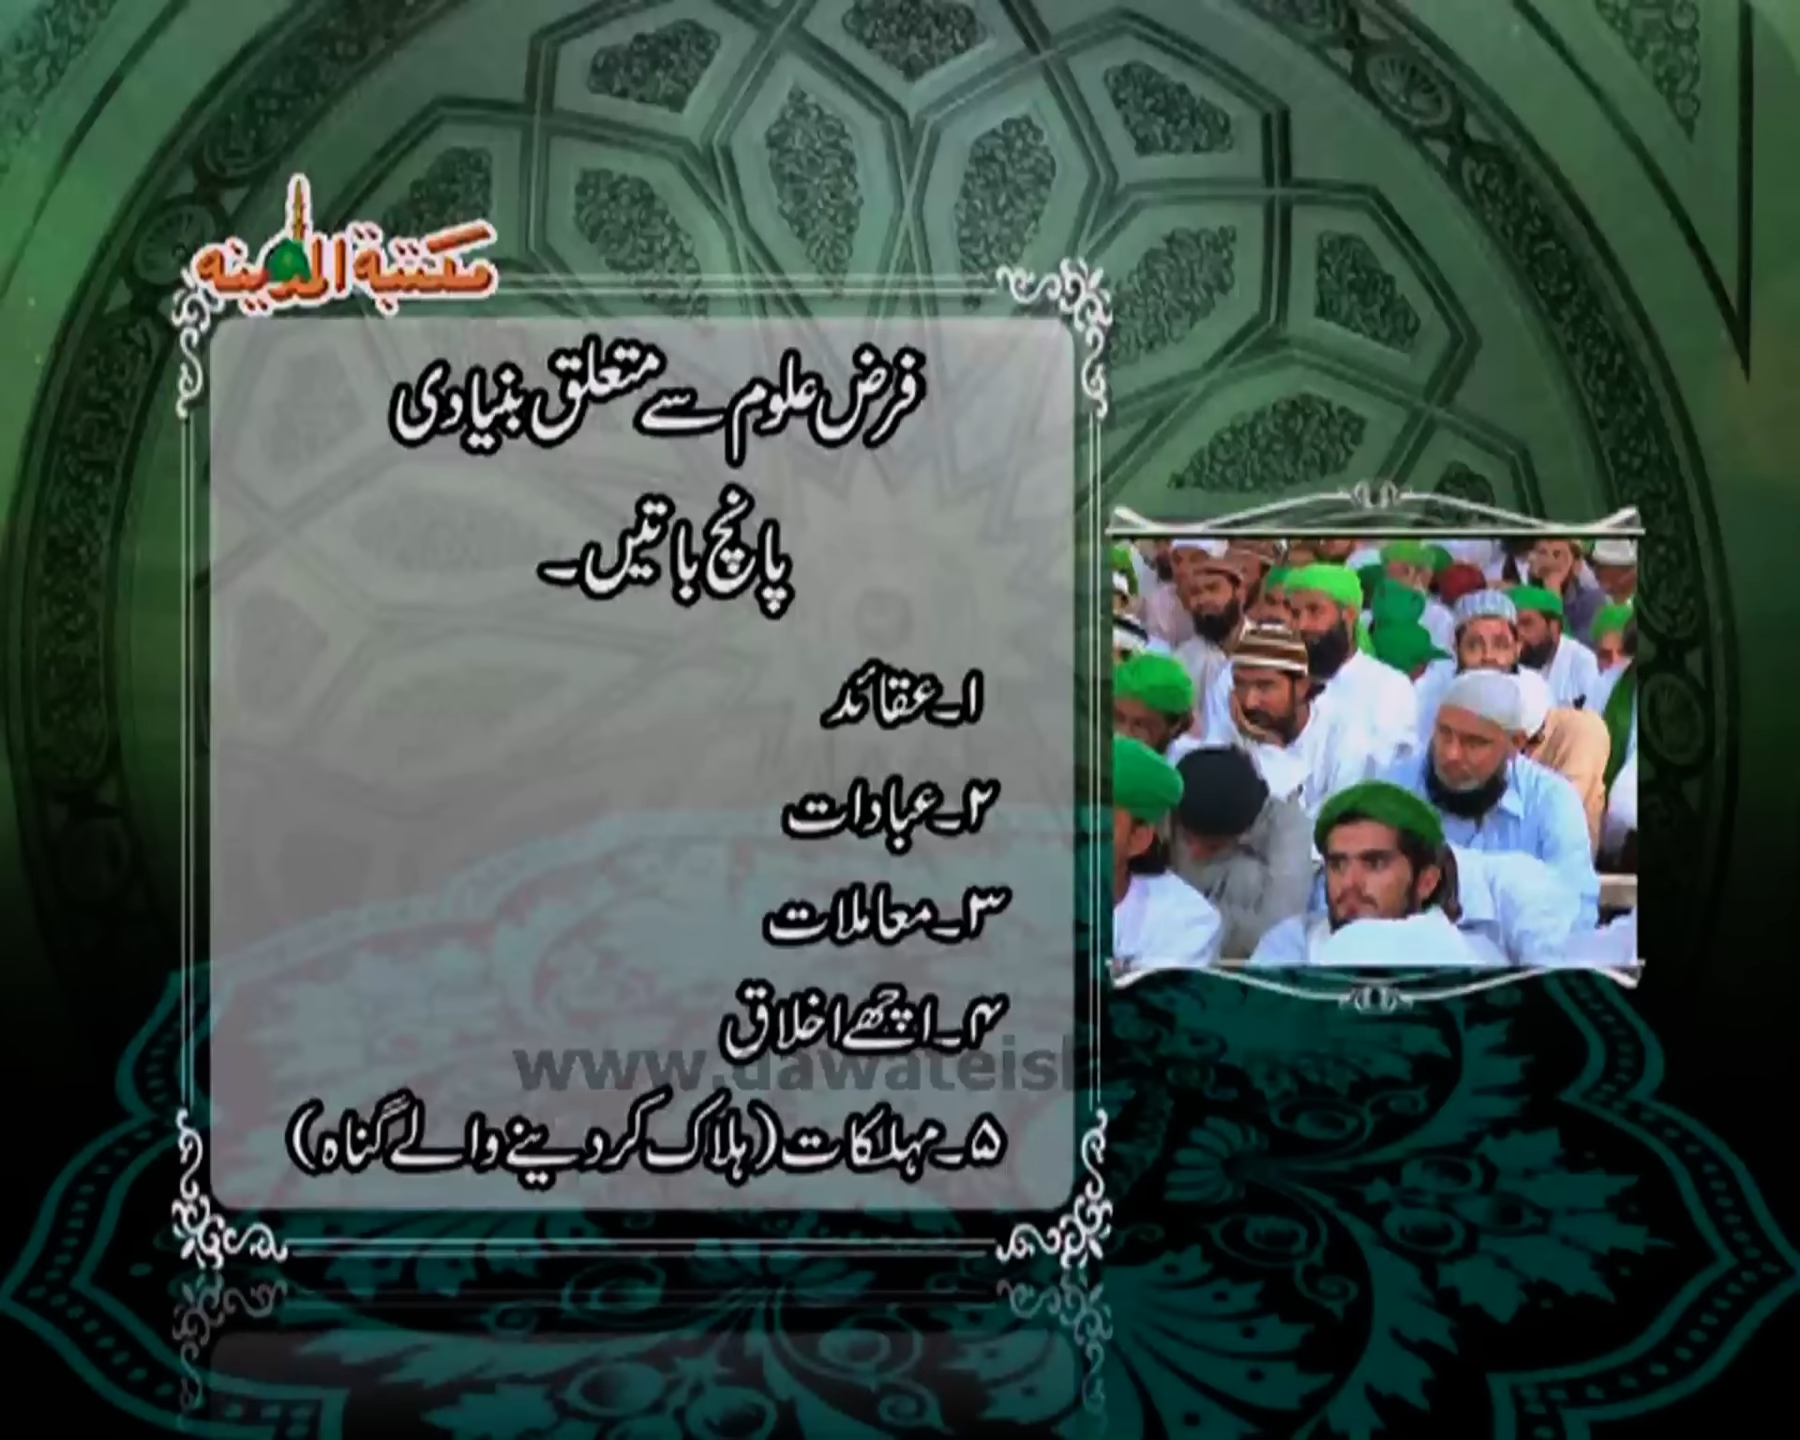 مکتبۃ المدینہ
فرض علوم سے متعلق بنیادی
پانچ باتیں۔
۱۔عقائد
۲۔عبادات
۳۔معاملات
۴۔اچھے اخلاق
www.dawateisl
۵۔مہلکات (ہلاک کردینے والے گناہ)